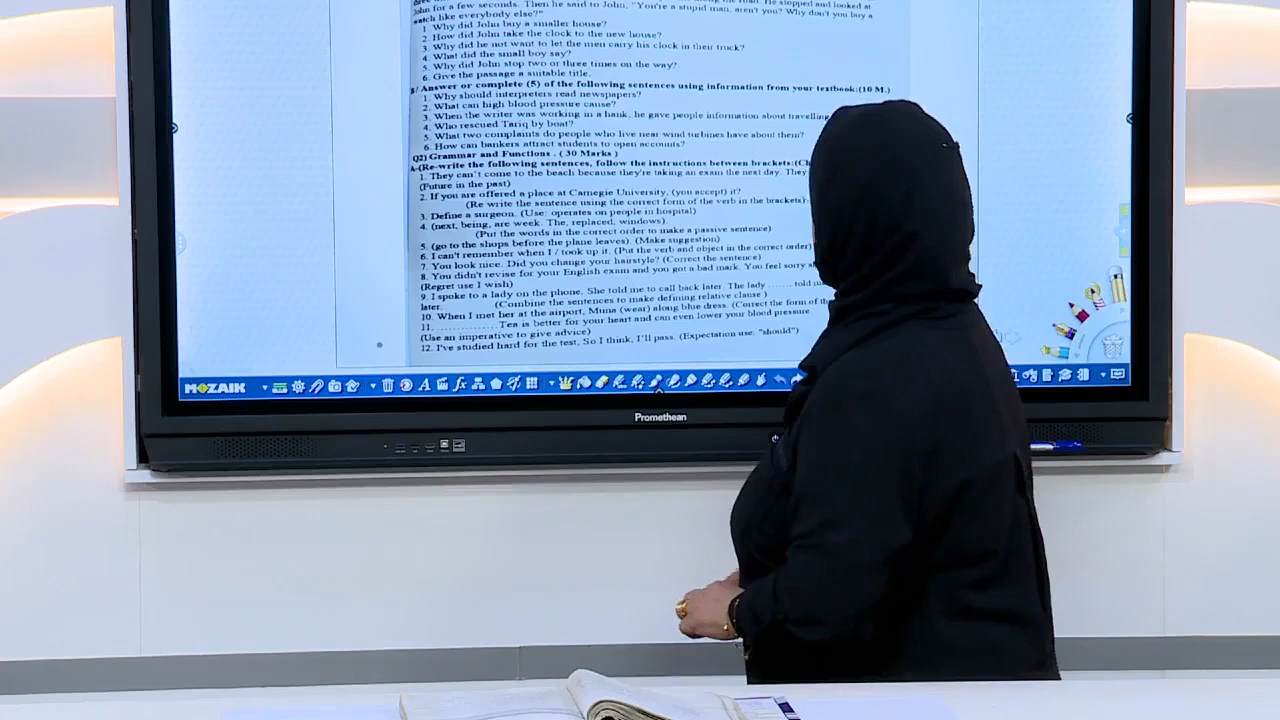 John for a few seconds. Then he said to John, "You're a stupid man, aren't you? Why don't you buy a
watch like everybody else?"
1. Why did John buy a smaller house?
2. How did John take the clock to the new house?
3. Why did he not want to let the men carry his clock in their truck?
4. What did the small boy say?
5. Why did John stop two or three times on the way?
6. Give the passage a suitable title.
Answer or complete (5) of the following sentences using information from your textbook:(10 M.)
1. Why should interpreters read newspapers?
2. What can high blood pressure cause?
3. When the writer was working in a bank, he gave people information about travelling
4. Who rescued Tariq by boat?
5. What two complaints do people who live near wind turbines have about them?
6. How can bankers attract students to open accounts?
Q2) Grammar and Functions . ( 30 Marks )
A-(Re-write the following sentences, follow the instructions between brackets:(
1. They can't come to the beach because they're taking an exam the next day. They
(Future in the past)
2. If you are offered a place at Carnegie University, (you accept) it?
(Re write the sentence using the correct form of the verb in the brackets)
3. Define a surgeon. (Use: operates on people in hospital)
4. (next, being, are week. The, replaced, windows).
(Put the words in the correct order to make a passive sentence)
5. (go to the shops before the plane leaves). (Make suggestion)
6. I can't remember when I / took up it. (Put the verb and object in the correct order)
7. You look nice. Did you change your hairstyle? (Correct the sentence)
8. You didn't revise for your English exam and you got a bad mark. You feel sorry
(Regret use I wish)
9. I spoke to a lady on the phone. She told me to call back later. The lady ........ told
later. (Combine the sentences to make defining relative clause )
10. When I met her at the airport, Muna (wear) along blue dress. (Correct the form of the
11. .............. Tea is better for your heart and can even lower your blood pressure.
(Use an imperative to give advice)
12. I've studied hard for the test, So I think, I'll pass. (Expectation use: "should")
MOZAIK
Promethean